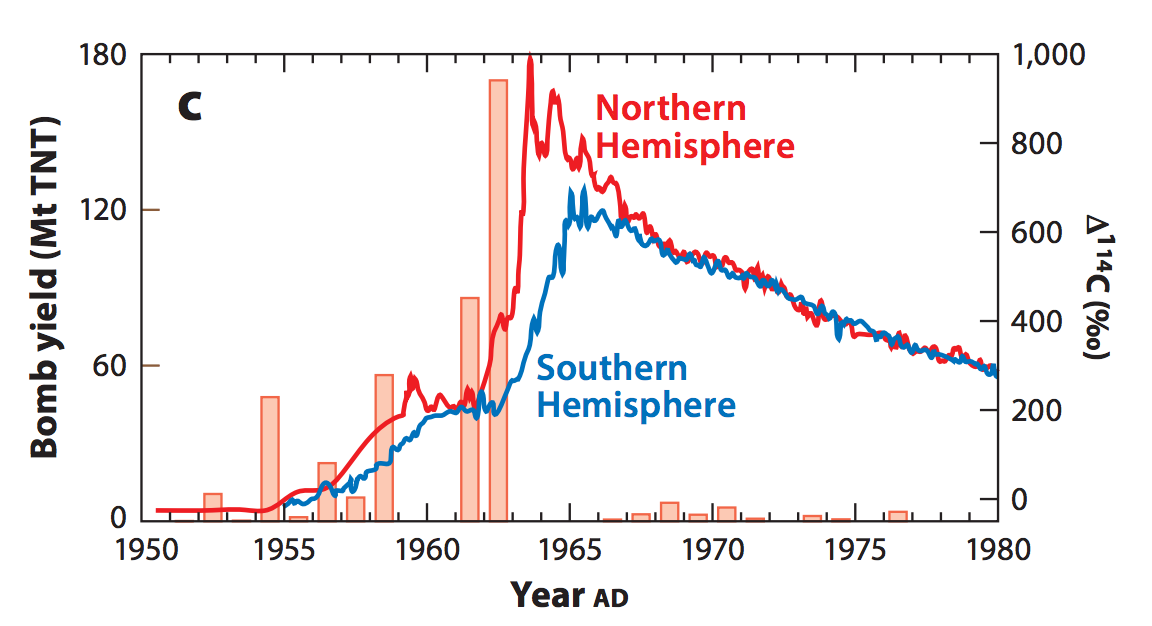 c
Bomb yield (Mt TNT)
180
120
60
0
Northern
Hemisphere
Southern
Hemisphere
1,000
800
600
400
200
0
Δ¹⁴C (‰)
1950 1955 1960 1965 1970 1975 1980
Year AD